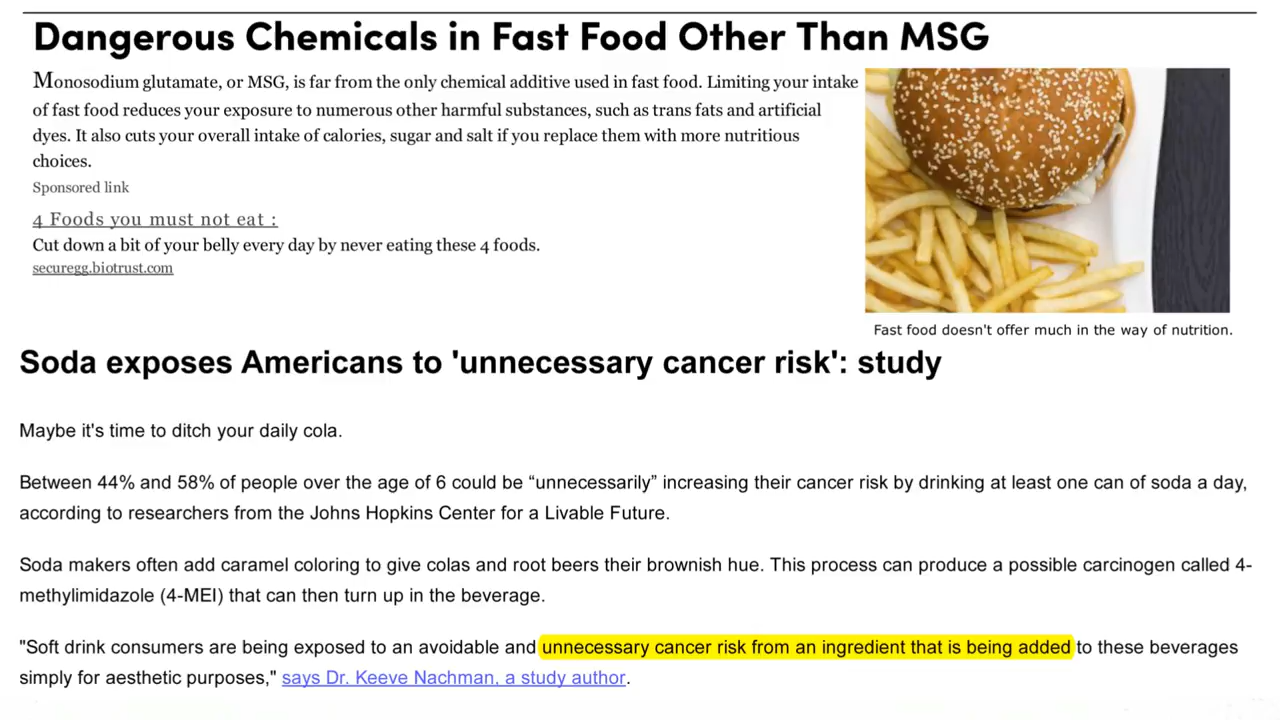 Dangerous Chemicals in Fast Food Other Than MSG
Monosodium glutamate, or MSG, is far from the only chemical additive used in fast food. Limiting your intake
of fast food reduces your exposure to numerous other harmful substances, such as trans fats and artificial
dyes. It also cuts your overall intake of calories, sugar and salt if you replace them with more nutritious
choices.
Sponsored link
4 Foods you must not eat :
Cut down a bit of your belly every day by never eating these 4 foods.
securegg.biotrust.com
Fast food doesn't offer much in the way of nutrition.
Soda exposes Americans to 'unnecessary cancer risk': study
Maybe it's time to ditch your daily cola.
Between 44% and 58% of people over the age of 6 could be “unnecessarily” increasing their cancer risk by drinking at least one can of soda a day,
according to researchers from the Johns Hopkins Center for a Livable Future.
Soda makers often add caramel coloring to give colas and root beers their brownish hue. This process can produce a possible carcinogen called 4-
methylimidazole (4-MEI) that can then turn up in the beverage.
"Soft drink consumers are being exposed to an avoidable and unnecessary cancer risk from an ingredient that is being added to these beverages
simply for aesthetic purposes," says Dr. Keeve Nachman, a study author.